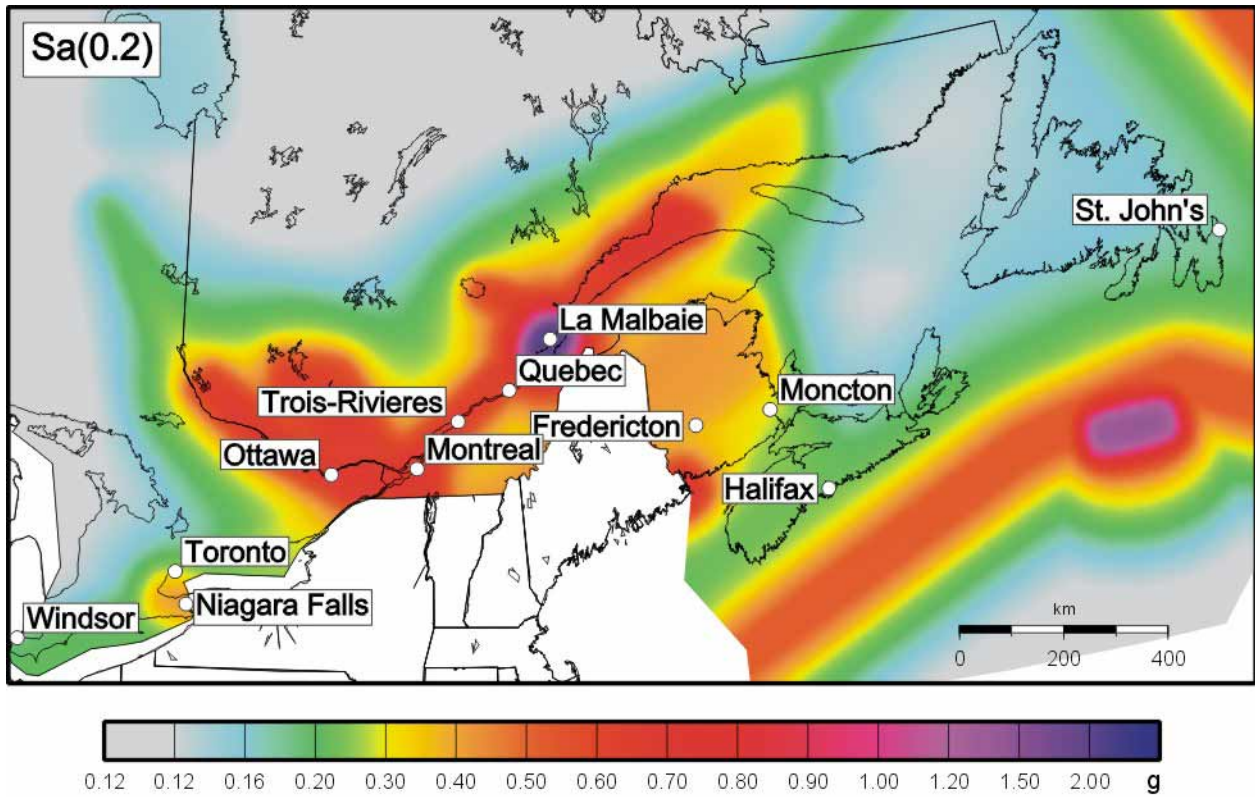 Sa(0.2)
St. John's
La Malbaie
Quebec
Trois-Rivieres
Moncton
Fredericton
Montreal
Ottawa
Halifax
Toronto
Niagara Falls
Windsor
km
0 200 400
0.12 0.12 0.16 0.20 0.30 0.40 0.50 0.60 0.70 0.80 0.90 1.00 1.20 1.50 2.00 g